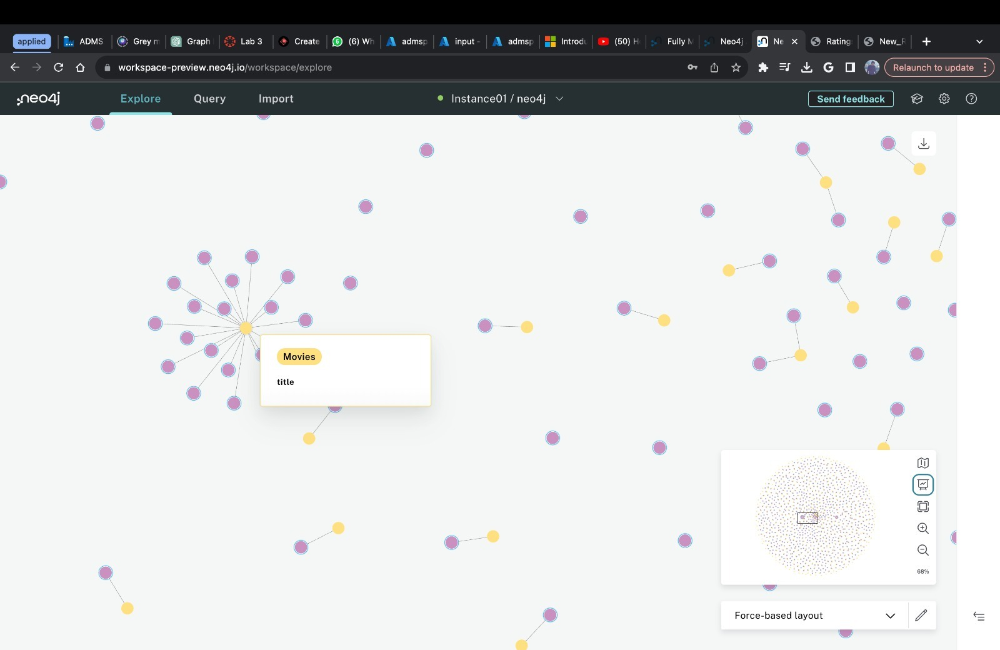 applied
ADMS
Grey m
Graph
Lab 3
Create
(6) Wh
admsp
input -
admsp
Introdu
(50) H
Fully M
Neo4j
Ne
Rating
New_R
workspace-preview.neo4j.io/workspace/explore
Relaunch to update
neo4j
Explore
Query
Import
Instance01 / neo4j
Send feedback
Movies
title
68%
Force-based layout